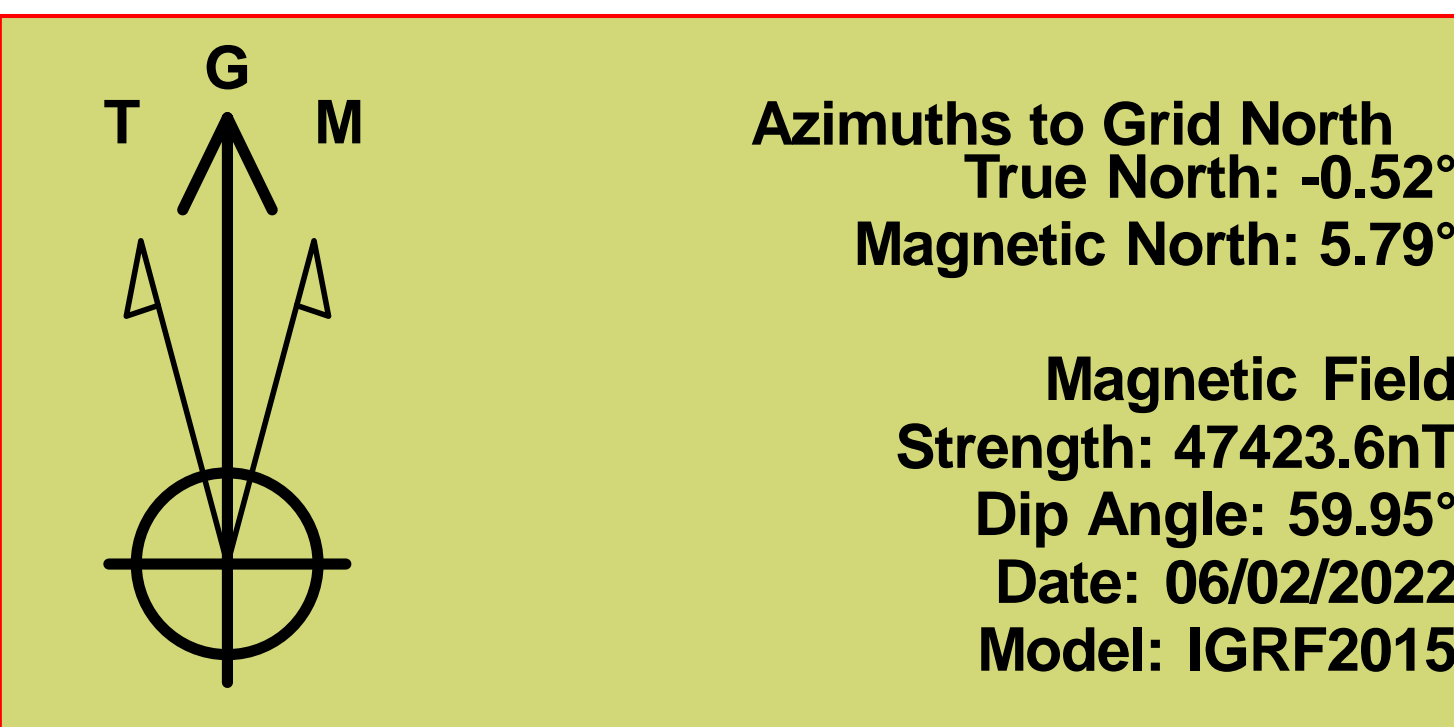 G
T M
Azimuths to Grid North
True North: -0.52°
Magnetic North: 5.79°
Magnetic Field
Strength: 47423.6nT
Dip Angle: 59.95°
Date: 06/02/2022
Model: IGRF2015